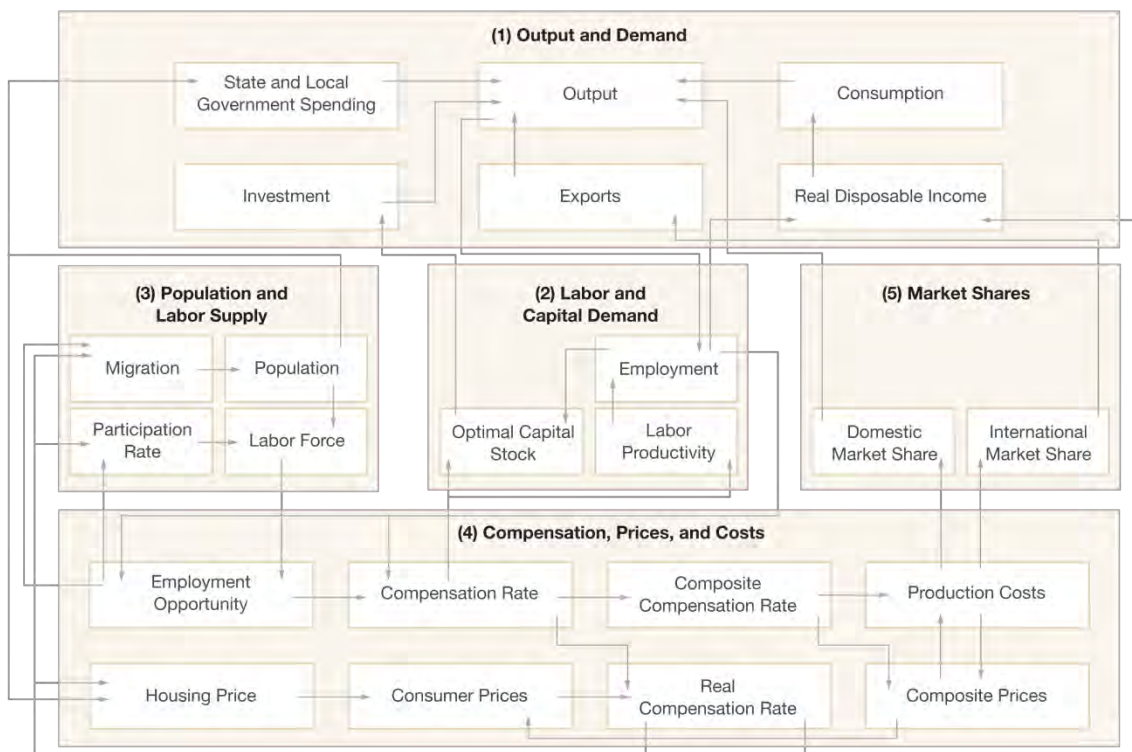 (1) Output and Demand
State and Local
Government Spending
Output
Consumption
Investment
Exports
Real Disposable Income
(3) Population and
Labor Supply
Migration
Population
Participation
Rate
Labor Force
(2) Labor and
Capital Demand
Employment
Optimal Capital
Stock
Labor
Productivity
(5) Market Shares
Domestic
Market Share
International
Market Share
(4) Compensation, Prices, and Costs
Employment
Opportunity
Compensation Rate
Composite
Compensation Rate
Production Costs
Housing Price
Consumer Prices
Real
Compensation Rate
Composite Prices